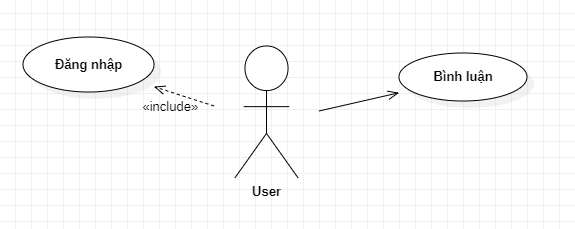 Đăng nhập
Bình luận
«include»
User